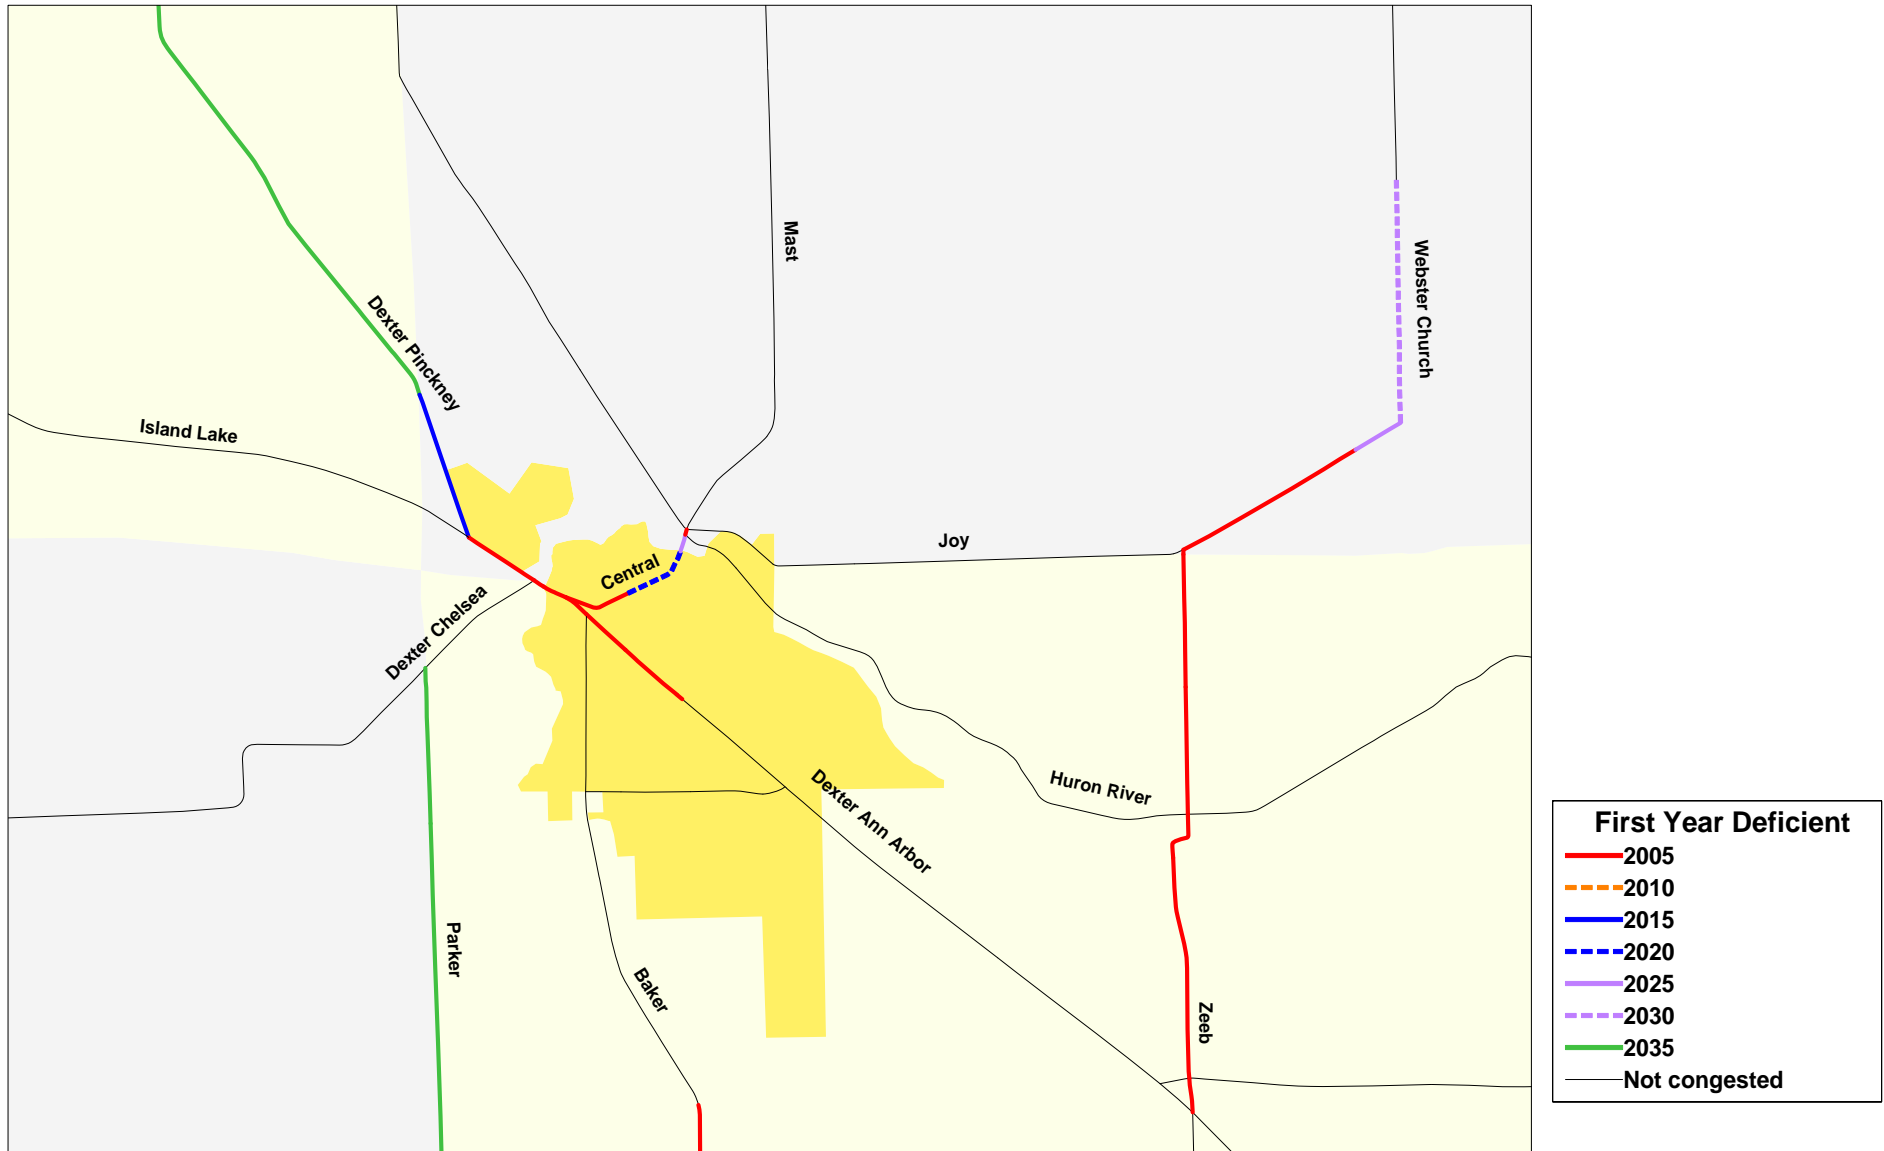 Mast
Webster Church
Dexter Pinckney
Island Lake
Joy
Central
Dexter Chelsea
Huron River
Dexter Ann Arbor
Parker
Baker
Zeeb
First Year Deficient
2005
2010
2015
2020
2025
2030
2035
Not congested